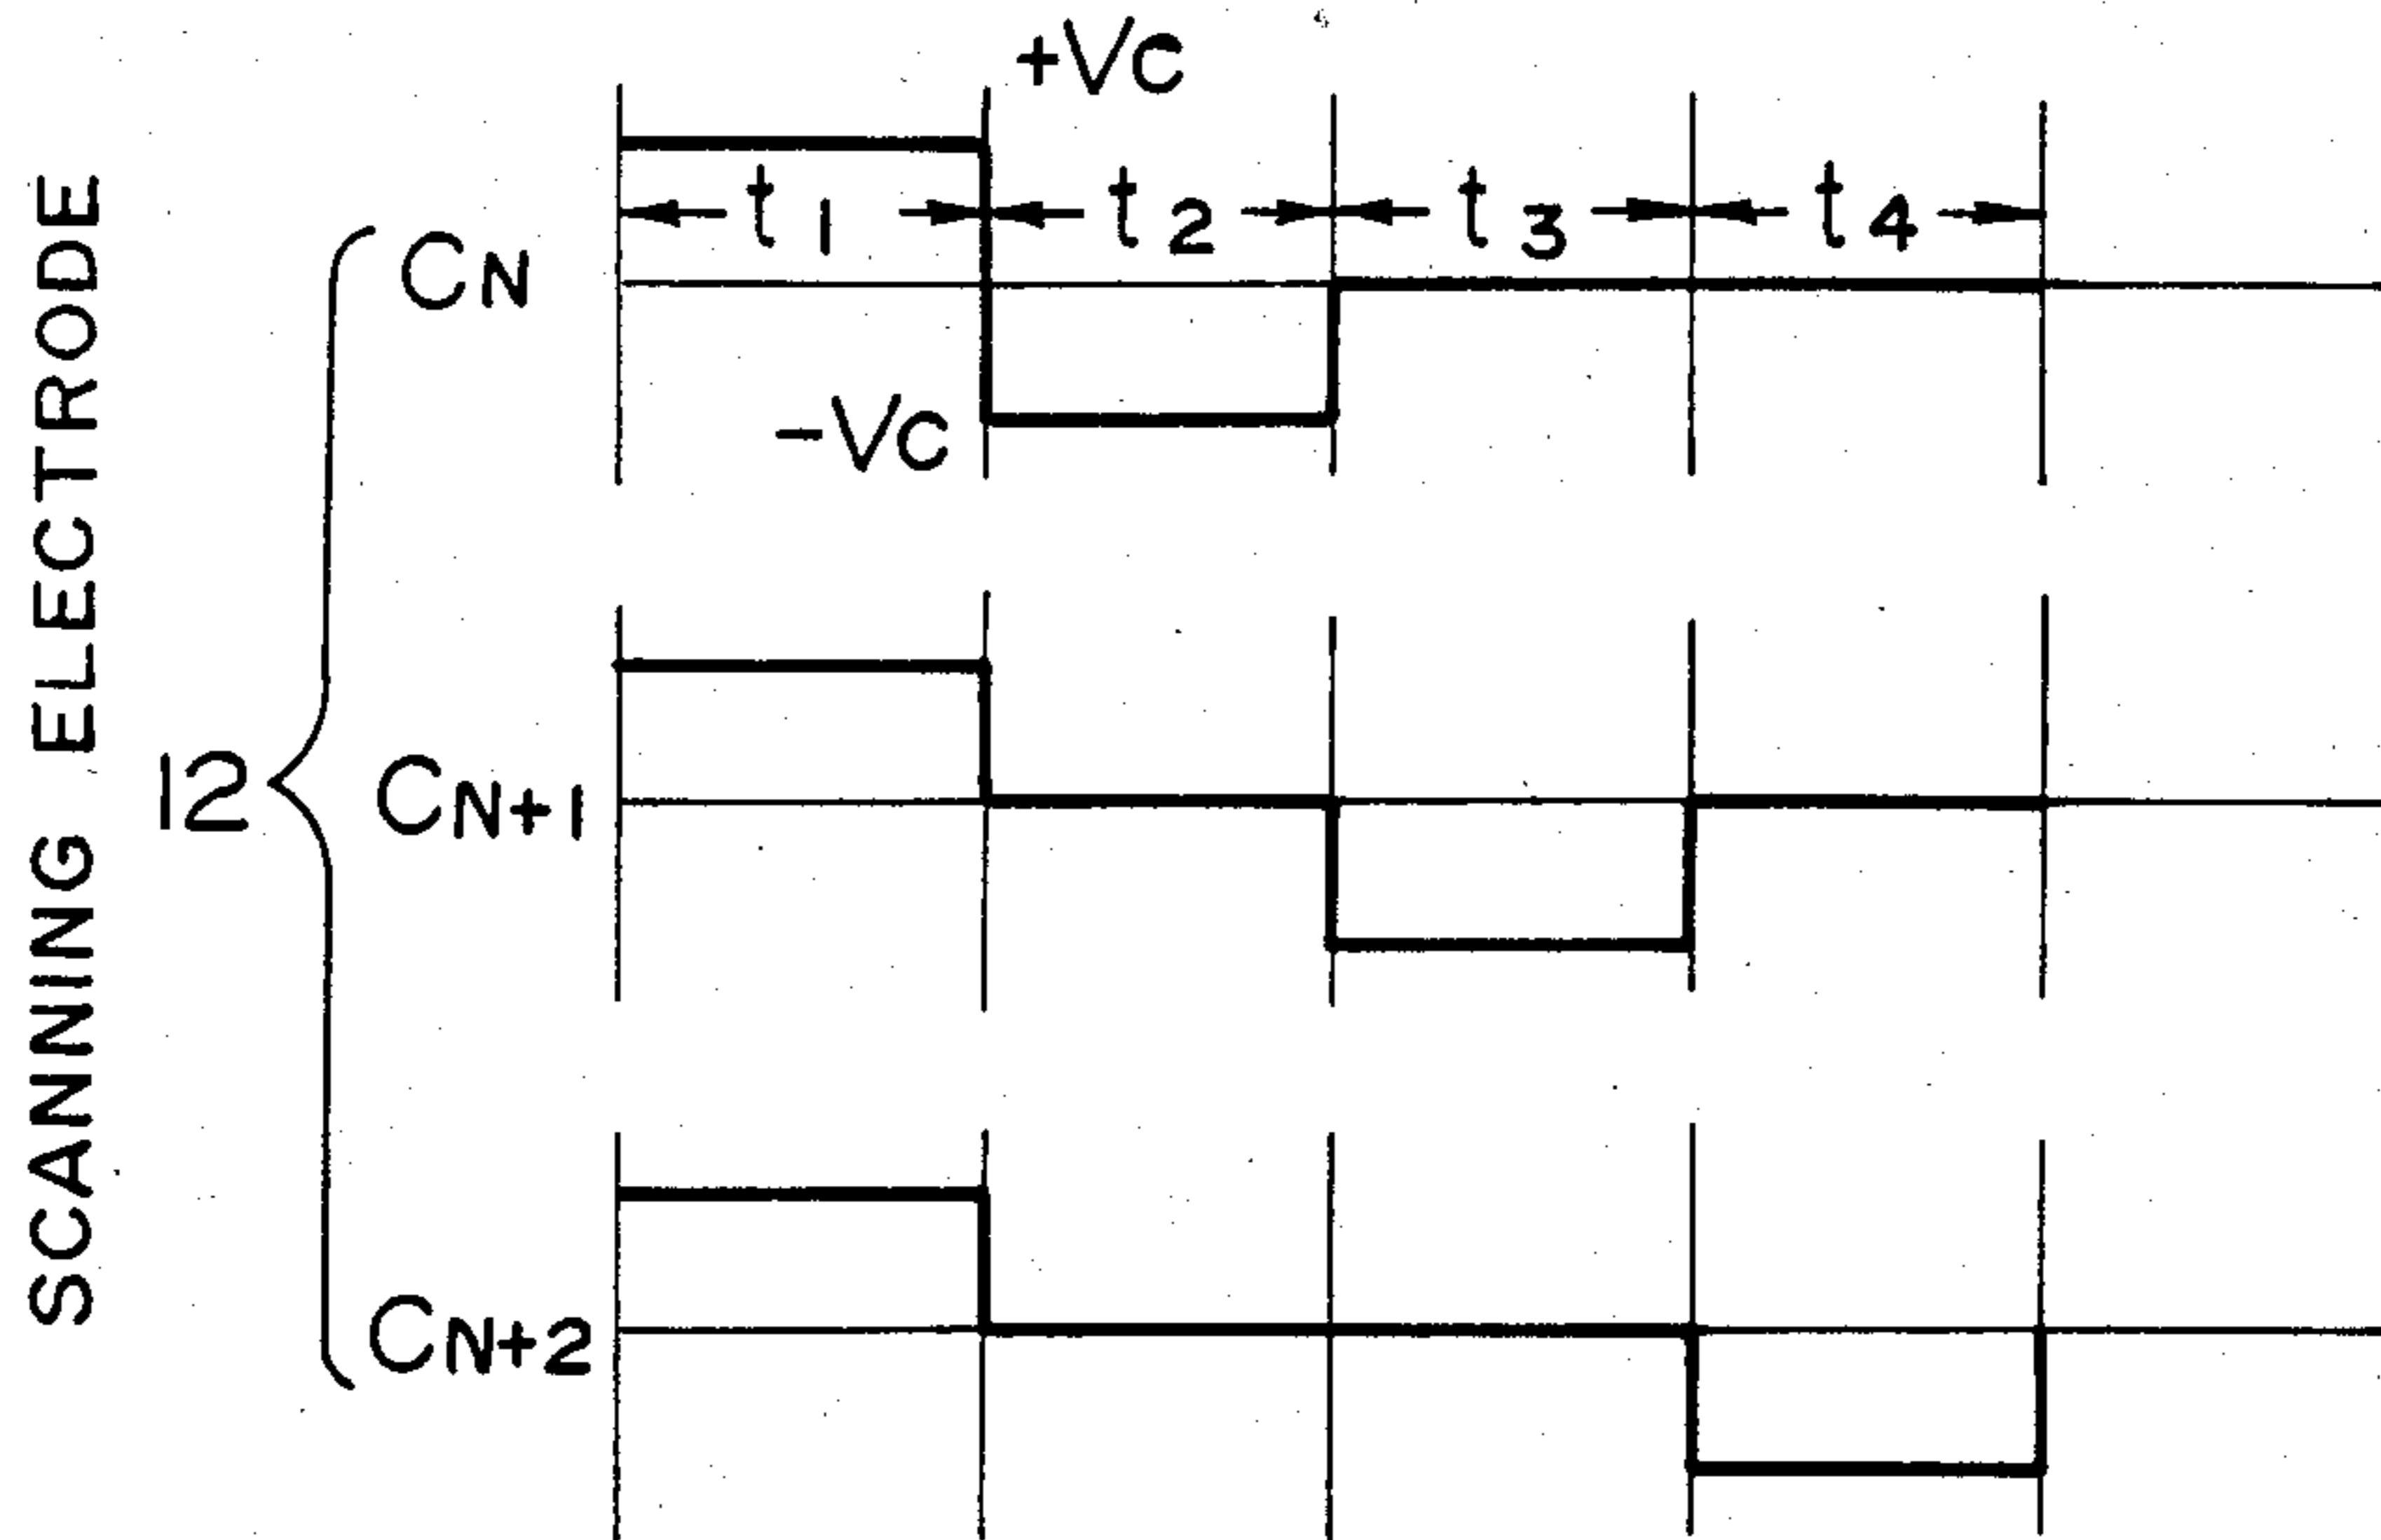 SCANNING ELECTRODE
12
+Vc
t1 t2 t3 t4
CN
-Vc
CN+1
CN+2